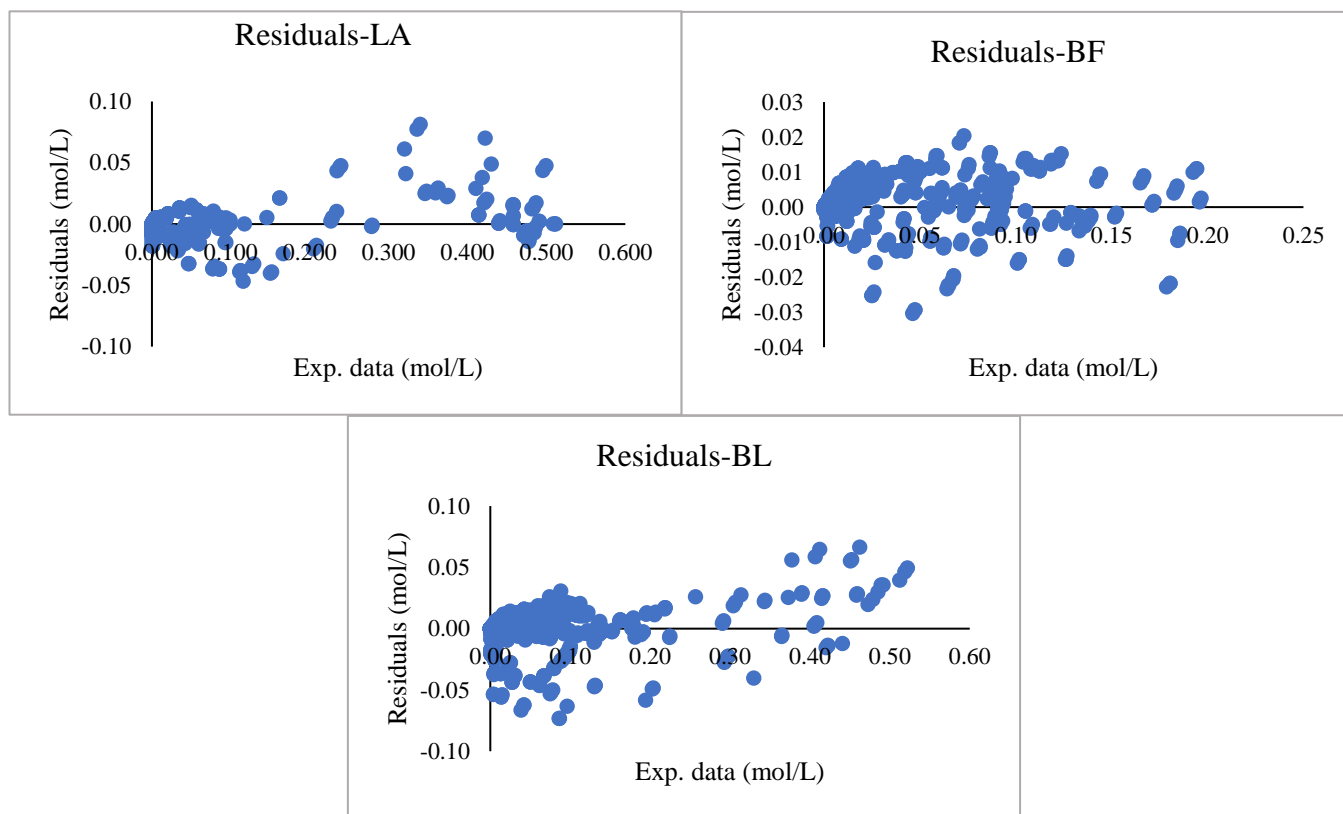 Residuals-LA
0.10
0.05
0.00
-0.05
-0.10
0.000 0.100 0.200 0.300 0.400 0.500 0.600
Residuals (mol/L)
Exp. data (mol/L)
Residuals-BF
0.03
0.02
0.01
0.00
-0.01
-0.02
-0.03
-0.04
0.00 0.05 0.10 0.15 0.20 0.25
Residuals (mol/L)
Exp. data (mol/L)
Residuals-BL
0.10
0.05
0.00
-0.05
-0.10
0.00 0.10 0.20 0.30 0.40 0.50 0.60
Residuals (mol/L)
Exp. data (mol/L)